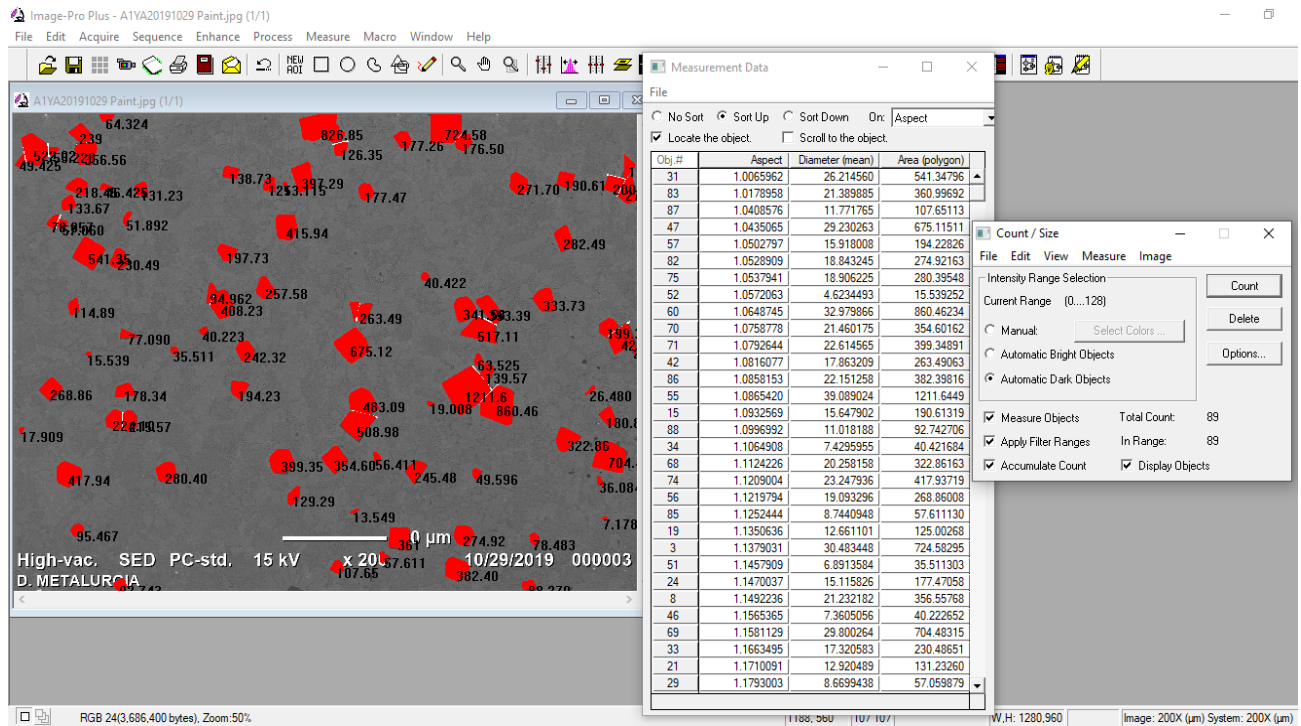 Image-Pro Plus - A1YA20191029 Paint.jpg (1/1)
File Edit Acquire Sequence Enhance Process Measure Macro Window Help
NEW AOI
A1YA20191029 Paint.jpg (1/1)
64.324
239
826.85
724.58
177.26
176.50
126.35
49.425
356.56
138.73
397.29
271.70
190.61
218.48
131.23
177.47
133.67
51.892
415.94
282.49
541.35
230.49
197.73
40.422
94.962
257.58
408.23
333.73
114.89
263.49
517.11
77.090
40.223
675.12
15.539
35.511
242.32
63.525
139.57
268.86
178.34
194.23
1211.6
26.480
483.09
19.008
860.46
17.909
508.98
322.86
417.94
280.40
399.35
354.60
56.411
245.48
49.596
129.29
13.549
7.178
95.467
361
274.92
78.483
High-vac. SED PC-std. 15 kV 10/29/2019 000003
57.611
107.65
382.40
D. METALURGIA
Measurement Data
File
No Sort Sort Up Sort Down On: Aspect
Locate the object. Scroll to the object.
Obj.# Aspect Diameter (mean) Area (polygon)
31 1.0065962 26.214560 541.34796
83 1.0178958 21.389885 360.99692
87 1.0408576 11.771765 107.65113
47 1.0435065 29.230263 675.11511
57 1.0502797 15.918008 194.22826
82 1.0528909 18.843245 274.92163
75 1.0537941 18.906225 280.39548
52 1.0572063 4.6234493 15.539252
60 1.0648745 32.979866 860.46234
70 1.0758778 21.460175 354.60162
71 1.0792644 22.614565 399.34891
42 1.0816077 17.863209 263.49063
86 1.0858153 22.151258 382.39816
55 1.0865420 39.089024 1211.6449
15 1.0932569 15.647902 190.61319
88 1.0996992 11.018188 92.742706
34 1.1064908 7.4295955 40.421684
68 1.1124226 20.258158 322.86163
74 1.1209004 23.247936 417.93719
56 1.1219794 19.093296 268.86008
85 1.1252444 8.7440948 57.611130
19 1.1350636 12.661101 125.00268
3 1.1379031 30.483448 724.58295
51 1.1457909 6.8913584 35.511303
24 1.1470037 15.115826 177.47058
8 1.1492236 21.232182 356.55768
46 1.1565365 7.3605056 40.222652
69 1.1581129 29.800264 704.48315
33 1.1663495 17.320583 230.48651
21 1.1710091 12.920489 131.23260
29 1.1793003 8.6699438 57.059879
Count / Size
File Edit View Measure Image
Intensity Range Selection
Current Range (0....128)
Manual: Select Colors ...
Automatic Bright Objects
Automatic Dark Objects
Count
Delete
Options...
Measure Objects Total Count: 89
Apply Filter Ranges In Range: 89
Accumulate Count Display Objects
RGB 24(3,686,400 bytes), Zoom:50%
1188, 560 107 107
W,H: 1280,960
Image: 200X (μm) System: 200X (μm)